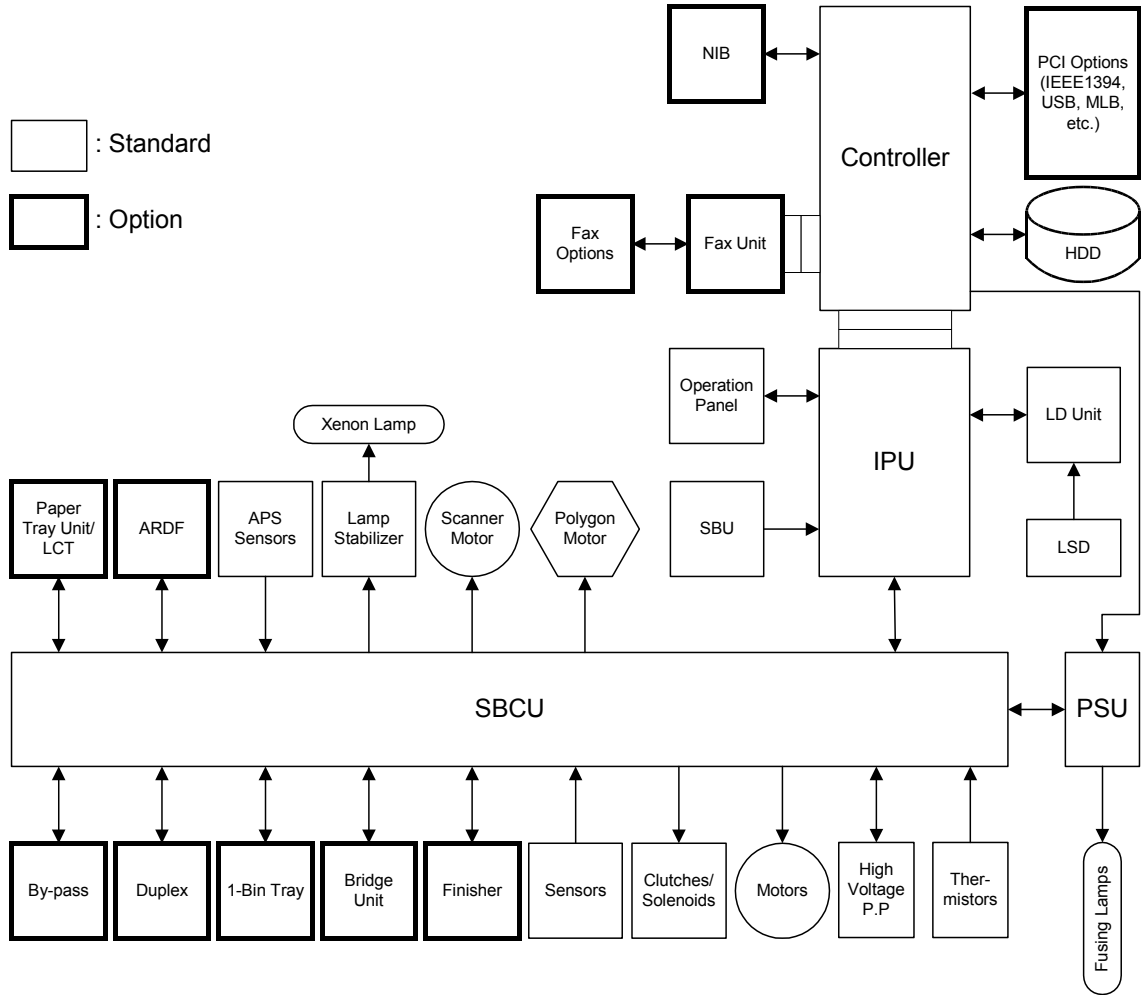 NIB
PCI Options
(IEEE1394,
USB, MLB,
etc.)
: Standard
Controller
: Option
Fax
Options
Fax Unit
HDD
Operation
Panel
LD Unit
Xenon Lamp
IPU
Paper
Tray Unit/
LCT
ARDF
APS
Sensors
Lamp
Stabilizer
Scanner
Motor
Polygon
Motor
SBU
LSD
SBCU
PSU
By-pass
Duplex
1-Bin Tray
Bridge
Unit
Finisher
Sensors
Clutches/
Solenoids
Motors
High
Voltage
P.P
Ther-
mistors
Fusing Lamps